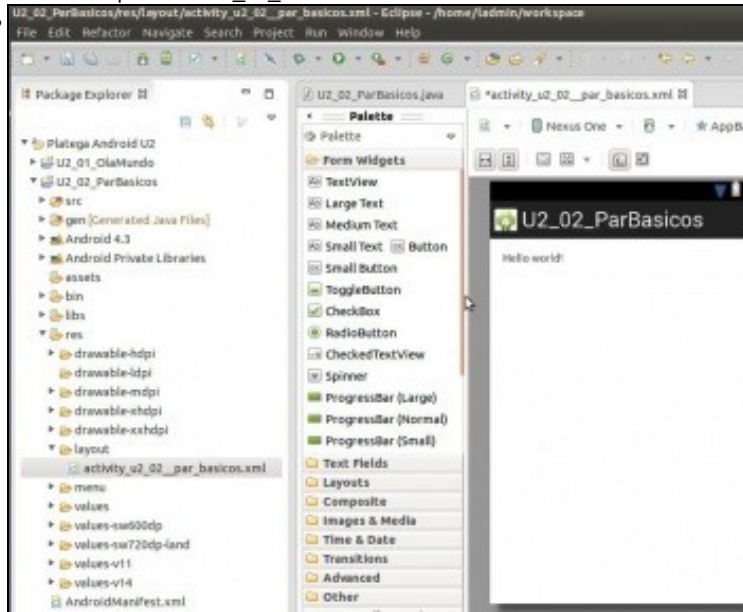 U2_02_ParBasicos/res/layout/activity_u2_02__par_basicos.xml - Eclipse - /home/ladmin/workspace
File Edit Refactor Navigate Search Project Run Window Help
Package Explorer
U2_02_ParBasicos.java
*activity_u2_02__par_basicos.xml
Palette
Palette
Nexus One
AppB
Platega Android U2
U2_01_OlaMundo
U2_02_ParBasicos
src
gen [Generated Java Files]
Android 4.3
Android Private Libraries
assets
bin
libs
res
drawable-hdpi
drawable-ldpi
drawable-mdpi
drawable-xhdpi
drawable-xxhdpi
layout
activity_u2_02__par_basicos.xml
menu
values
values-sw600dp
values-sw720dp-land
values-v11
values-v14
AndroidManifest.xml
Form Widgets
TextView
Large Text
Medium Text
Small Text Button
Small Button
ToggleButton
CheckBox
RadioButton
CheckedTextView
Spinner
ProgressBar (Large)
ProgressBar (Normal)
ProgressBar (Small)
Text Fields
Layouts
Composite
Images & Media
Time & Date
Transitions
Advanced
Other
U2_02_ParBasicos
Hello world!